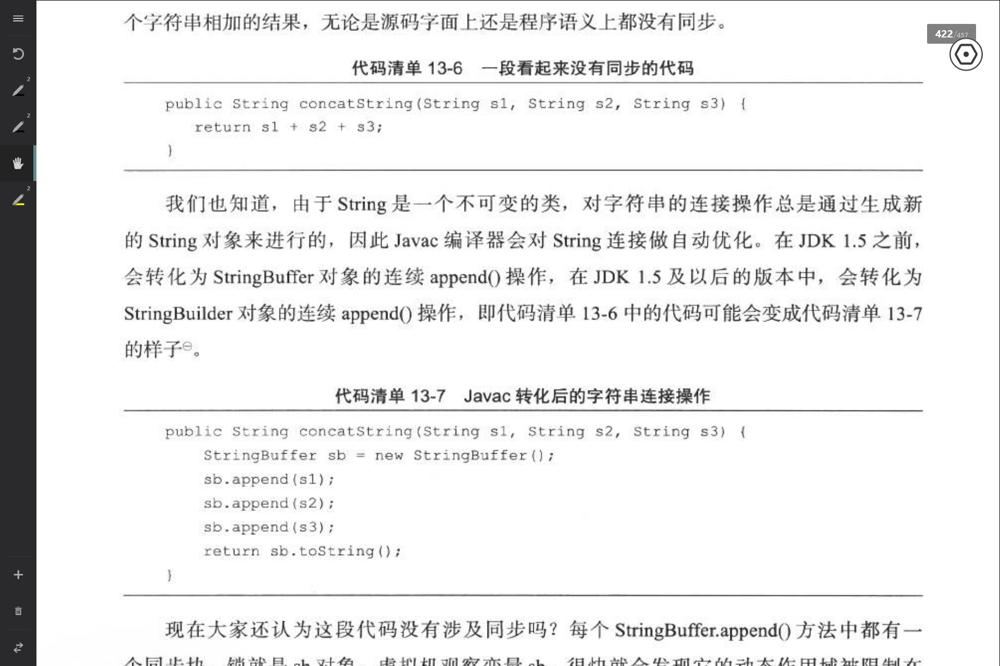 个字符串相加的结果，无论是源码字面上还是程序语义上都没有同步。
422/457
代码清单 13-6 一段看起来没有同步的代码
public String concatString(String s1, String s2, String s3) {
return s1 + s2 + s3;
}
我们也知道，由于 String 是一个不可变的类，对字符串的连接操作总是通过生成新
的 String 对象来进行的，因此 Javac 编译器会对 String 连接做自动优化。在 JDK 1.5 之前，
会转化为 StringBuffer 对象的连续 append() 操作，在 JDK 1.5 及以后的版本中，会转化为
StringBuilder 对象的连续 append() 操作，即代码清单 13-6 中的代码可能会变成代码清单 13-7
的样子㊀。
代码清单 13-7 Javac 转化后的字符串连接操作
public String concatString(String s1, String s2, String s3) {
StringBuffer sb = new StringBuffer();
sb.append(s1);
sb.append(s2);
sb.append(s3);
return sb.toString();
}
现在大家还认为这段代码没有涉及同步吗？每个 StringBuffer.append() 方法中都有一
个同步块，锁就是 sb 对象。虚拟机观察变量 sb，很快就会发现它的动态作用域被限制在
2
2
2